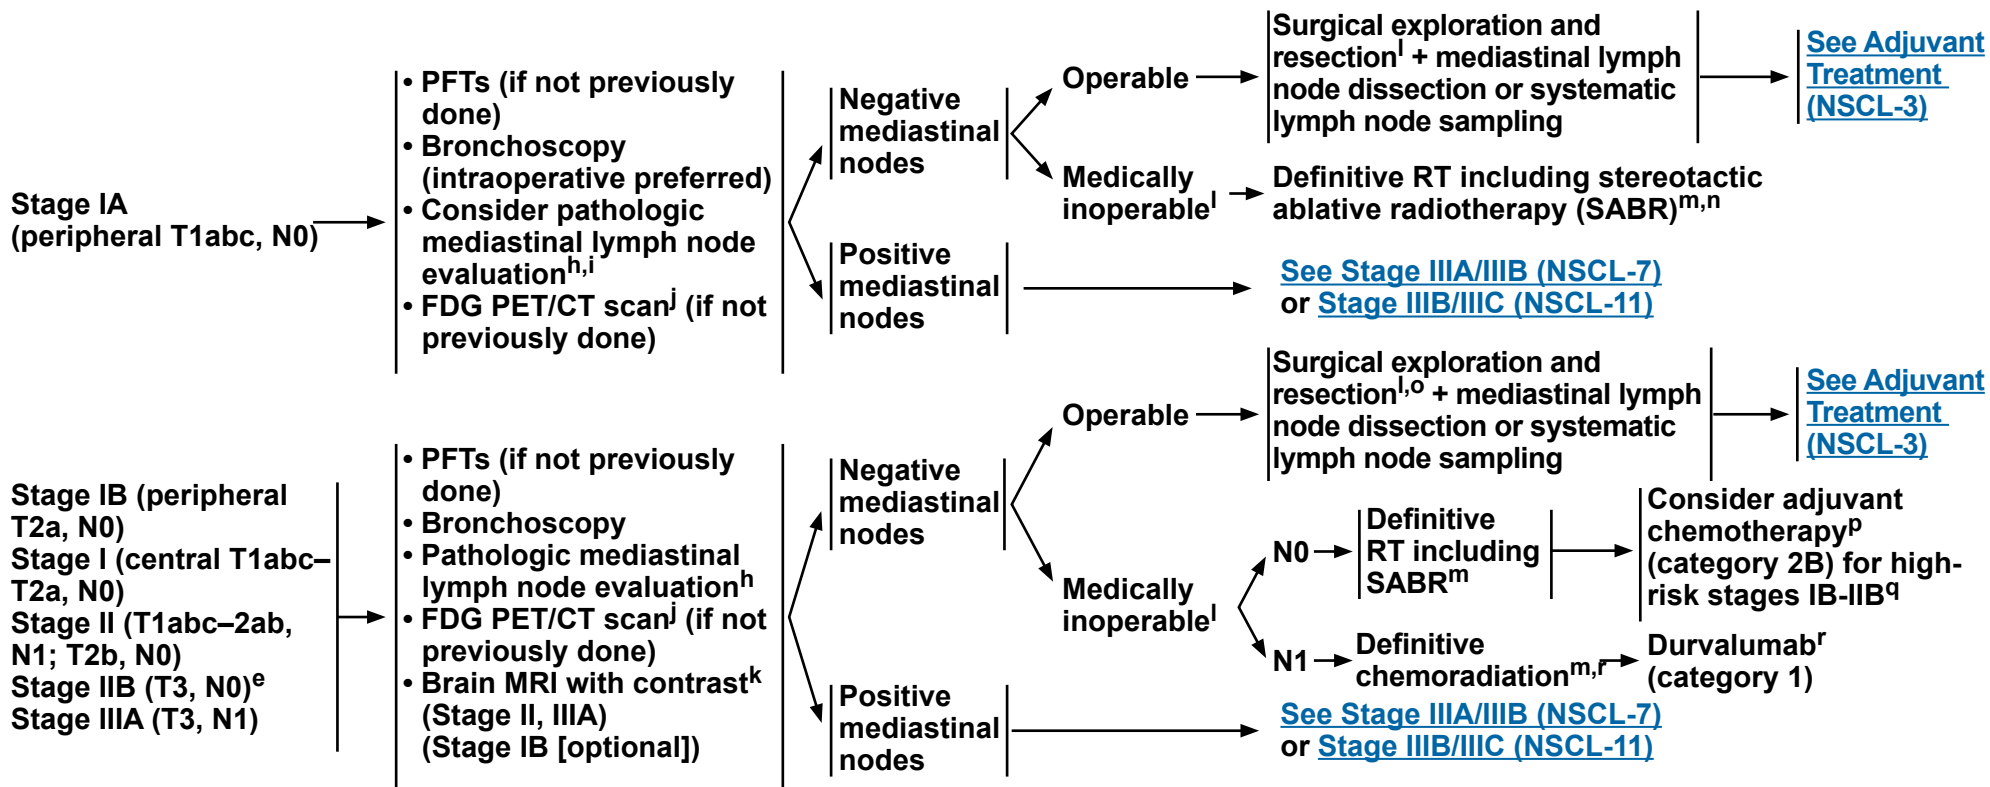 Stage IA
(peripheral T1abc, N0)
• PFTs (if not previously
done)
• Bronchoscopy
(intraoperative preferred)
• Consider pathologic
mediastinal lymph node
evaluationh,i
• FDG PET/CT scanj (if not
previously done)
Negative
mediastinal
nodes
Operable
Surgical exploration and
resectionl + mediastinal lymph
node dissection or systematic
lymph node sampling
See Adjuvant
Treatment
(NSCL-3)
Medically
inoperablel
Definitive RT including stereotactic
ablative radiotherapy (SABR)m,n
Positive
mediastinal
nodes
See Stage IIIA/IIIB (NSCL-7)
or Stage IIIB/IIIC (NSCL-11)
Stage IB (peripheral
T2a, N0)
Stage I (central T1abc–
T2a, N0)
Stage II (T1abc–2ab,
N1; T2b, N0)
Stage IIB (T3, N0)e
Stage IIIA (T3, N1)
• PFTs (if not previously
done)
• Bronchoscopy
• Pathologic mediastinal
lymph node evaluationh
• FDG PET/CT scanj (if not
previously done)
• Brain MRI with contrastk
(Stage II, IIIA)
(Stage IB [optional])
Negative
mediastinal
nodes
Operable
Surgical exploration and
resectionl,o + mediastinal lymph
node dissection or systematic
lymph node sampling
See Adjuvant
Treatment
(NSCL-3)
Medically
inoperablel
N0
Definitive
RT including
SABRm
Consider adjuvant
chemotherapyp
(category 2B) for high-
risk stages IB-IIBq
N1
Definitive
chemoradiationm,r
Durvalumabr
(category 1)
Positive
mediastinal
nodes
See Stage IIIA/IIIB (NSCL-7)
or Stage IIIB/IIIC (NSCL-11)